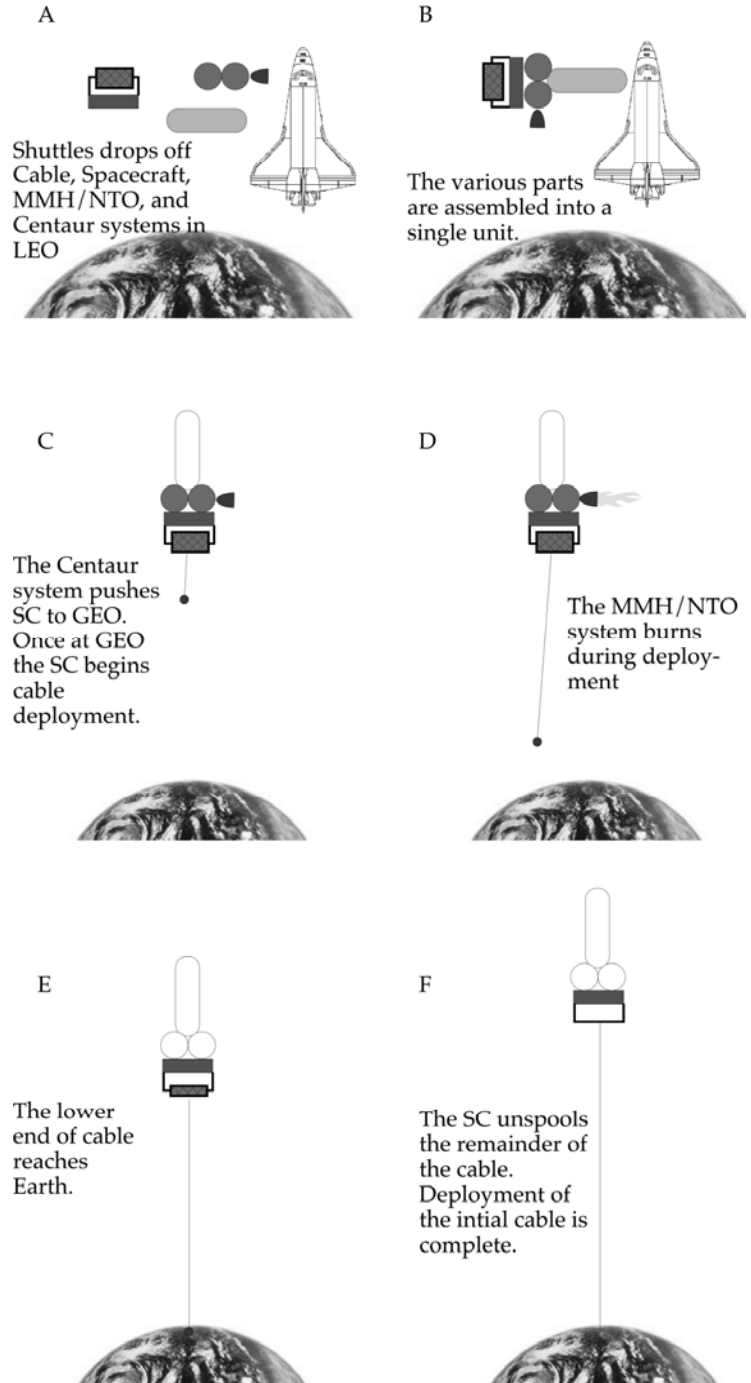 A
Shuttles drops off
Cable, Spacecraft,
MMH/NTO, and
Centaur systems in
LEO
B
The various parts
are assembled into a
single unit.
C
The Centaur
system pushes
SC to GEO.
Once at GEO
the SC begins
cable
deployment.
D
The MMH/NTO
system burns
during deploy-
ment
E
The lower
end of cable
reaches
Earth.
F
The SC unspools
the remainder of
the cable.
Deployment of
the intial cable is
complete.